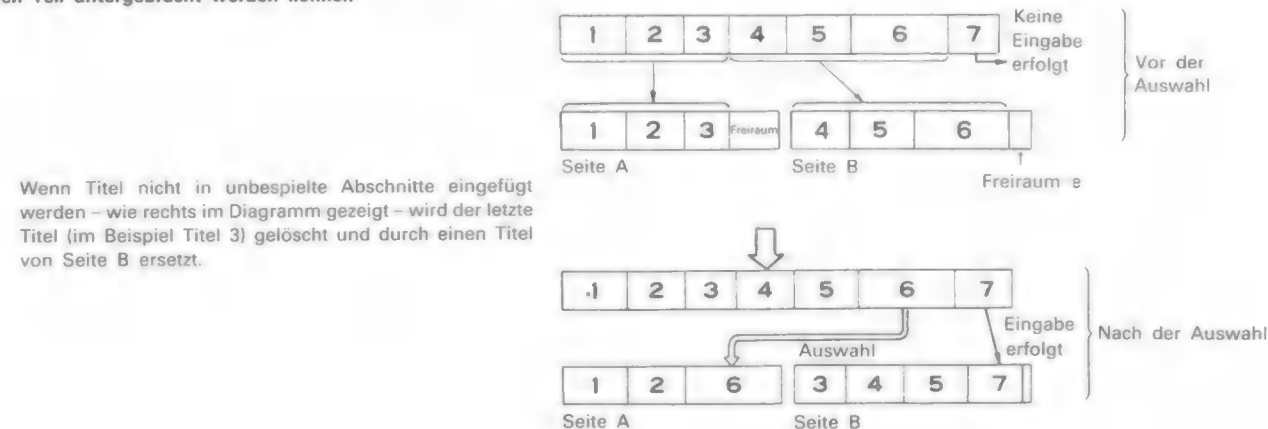 untergebracht werden können
1 2 3 4 5 6 7
Keine
Eingabe
erfolgt
Vor der
Auswahl
1 2 3 Freiraum
4 5 6
Seite A
Seite B
Freiraum e
Wenn Titel nicht in unbespielte Abschnitte eingefügt
werden – wie rechts im Diagramm gezeigt – wird der letzte
Titel (im Beispiel Titel 3) gelöscht und durch einen Titel
von Seite B ersetzt.
1 2 3 4 5 6 7
Eingabe
erfolgt
Nach der Auswahl
Auswahl
1 2 6
3 4 5 7
Seite A
Seite B